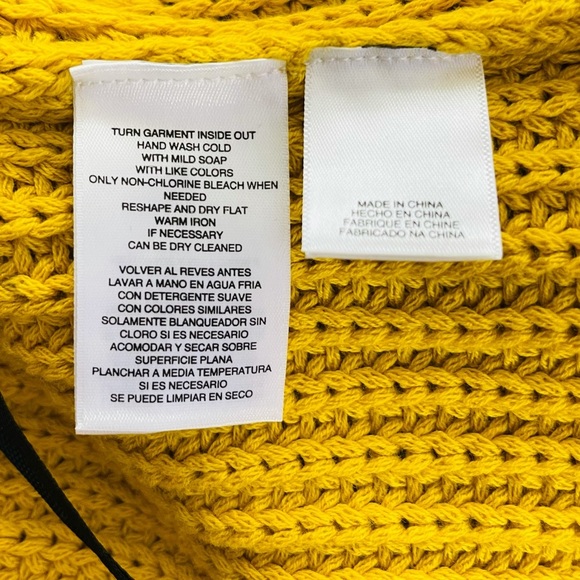 TURN GARMENT INSIDE OUT
HAND WASH COLD
WITH MILD SOAP
WITH LIKE COLORS
ONLY NON-CHLORINE BLEACH WHEN
NEEDED
RESHAPE AND DRY FLAT
WARM IRON
IF NECESSARY
CAN BE DRY CLEANED
VOLVER AL REVES ANTES
LAVAR A MANO EN AGUA FRIA
CON DETERGENTE SUAVE
CON COLORES SIMILARES
SOLAMENTE BLANQUEADOR SIN
CLORO SI ES NECESARIO
ACOMODAR Y SECAR SOBRE
SUPERFICIE PLANA
PLANCHAR A MEDIA TEMPERATURA
SI ES NECESARIO
SE PUEDE LIMPIAR EN SECO
MADE IN CHINA
HECHO EN CHINA
FABRIQUE EN CHINE
FABRICADO NA CHINA